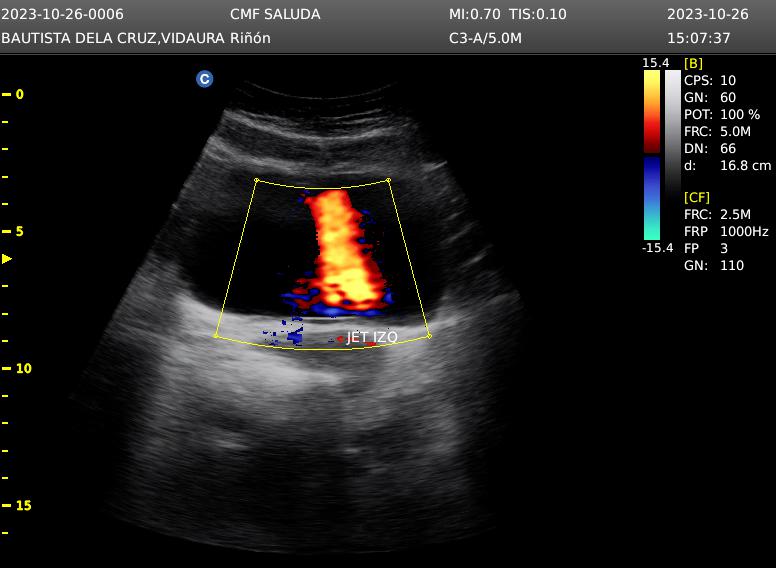 2023-10-26-0006 CMF SALUDA MI:0.70 TIS:0.10 2023-10-26
BAUTISTA DELA CRUZ,VIDAURA Riñón C3-A/5.0M 15:07:37
C
15.4 [B]
CPS: 10
GN: 60
POT: 100 %
FRC: 5.0M
DN: 66
d: 16.8 cm
[CF]
FRC: 2.5M
FRP 1000Hz
-15.4 FP 3
GN: 110
0
5
JET IZQ
10
15